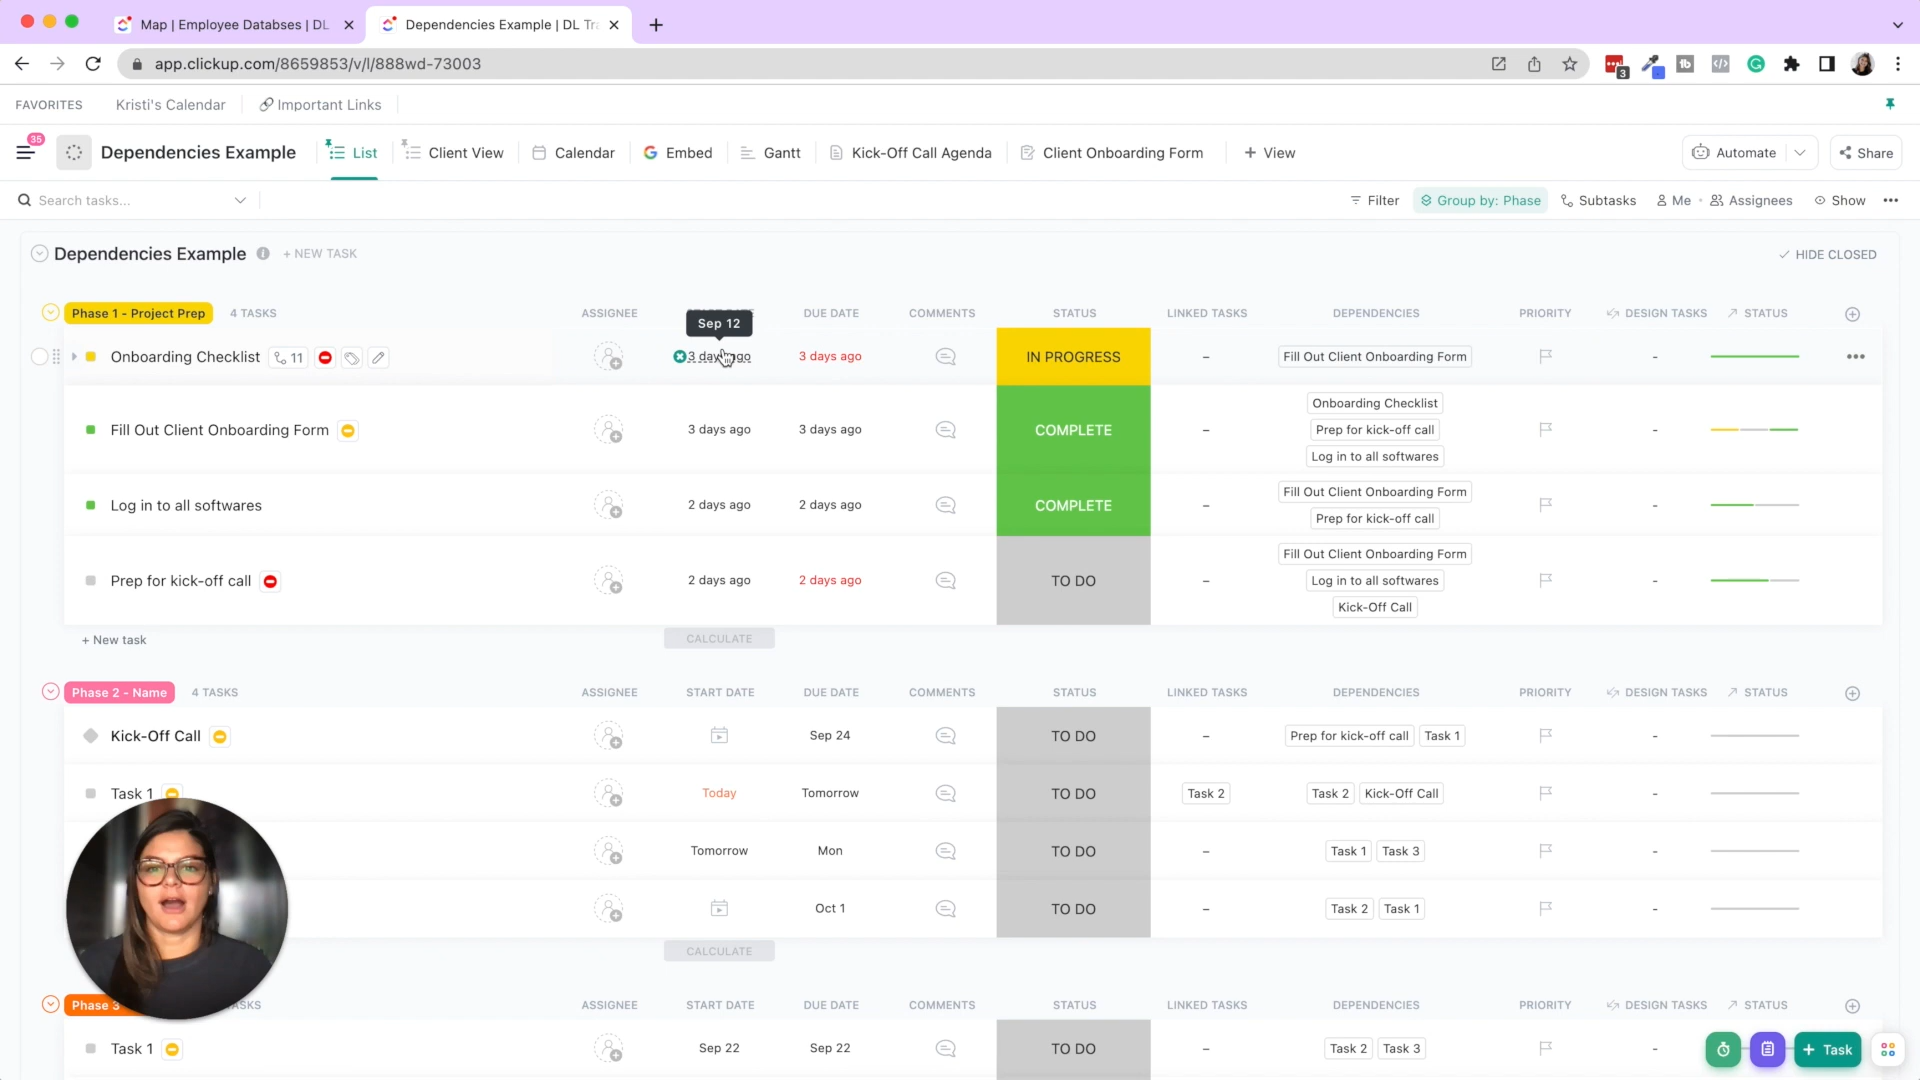 Map | Employee Databses | DL
Dependencies Example | DL Tra
app.clickup.com/8659853/v/l/888wd-73003
3
FAVORITES
Kristi's Calendar
Important Links
35
Dependencies Example
List
Client View
Calendar
Embed
Gantt
Kick-Off Call Agenda
Client Onboarding Form
+ View
Automate
Share
Search tasks...
Filter
Group by: Phase
Subtasks
Me
Assignees
Show
Dependencies Example
+ NEW TASK
HIDE CLOSED
Phase 1 - Project Prep
4 TASKS
ASSIGNEE
DUE DATE
COMMENTS
STATUS
LINKED TASKS
DEPENDENCIES
PRIORITY
DESIGN TASKS
STATUS
Sep 12
Onboarding Checklist
11
3 days ago
3 days ago
IN PROGRESS
–
Fill Out Client Onboarding Form
-
Fill Out Client Onboarding Form
3 days ago
3 days ago
COMPLETE
–
Onboarding Checklist
Prep for kick-off call
Log in to all softwares
-
Log in to all softwares
2 days ago
2 days ago
COMPLETE
–
Fill Out Client Onboarding Form
Prep for kick-off call
-
Prep for kick-off call
2 days ago
2 days ago
TO DO
–
Fill Out Client Onboarding Form
Log in to all softwares
Kick-Off Call
-
+ New task
CALCULATE
Phase 2 - Name
4 TASKS
ASSIGNEE
START DATE
DUE DATE
COMMENTS
STATUS
LINKED TASKS
DEPENDENCIES
PRIORITY
DESIGN TASKS
STATUS
Kick-Off Call
Sep 24
TO DO
–
Prep for kick-off call
Task 1
-
Task 1
Today
Tomorrow
TO DO
Task 2
Task 2
Kick-Off Call
-
Tomorrow
Mon
TO DO
–
Task 1
Task 3
-
Oct 1
TO DO
–
Task 2
Task 1
-
CALCULATE
Phase 3
ASKS
ASSIGNEE
START DATE
DUE DATE
COMMENTS
STATUS
LINKED TASKS
DEPENDENCIES
PRIORITY
DESIGN TASKS
STATUS
Task 1
Sep 22
Sep 22
TO DO
–
Task 2
Task 3
-
+ Task